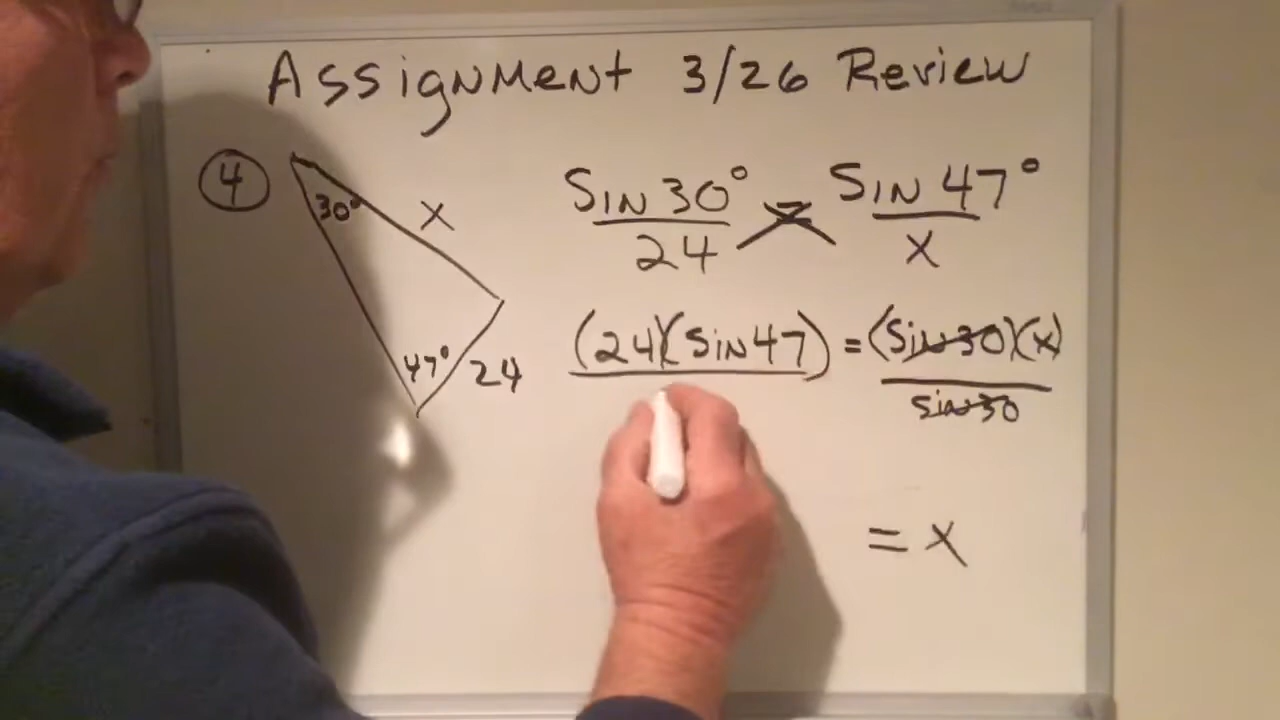 Assignment 3/26 Review
4
30°
x
47°
24
Sin 30° = Sin 47°
24 x
(24)(Sin 47) = (Sin 30)(x)
sin 30
= x